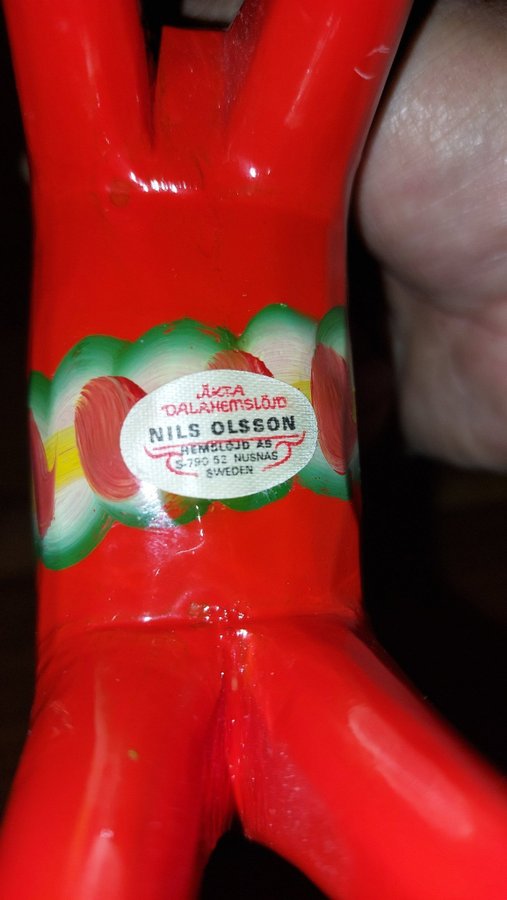 ÄKTA
DALAHEMSLÖJD
NILS OLSSON
HEMSLÖJD AB
S-790 52 NUSNÄS
SWEDEN